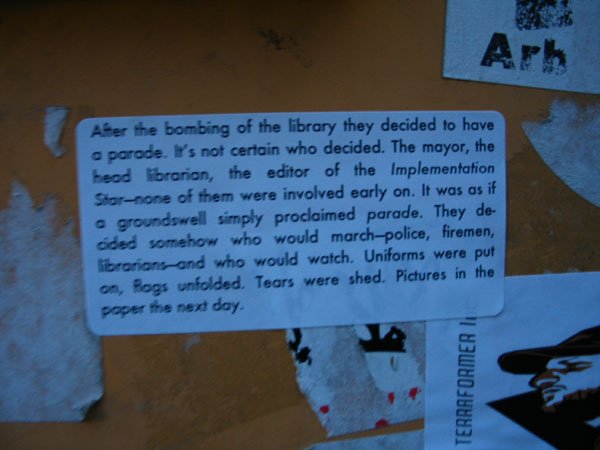 Arh
After the bombing of the library they decided to have
a parade. It's not certain who decided. The mayor, the
head librarian, the editor of the Implementation
Star—none of them were involved early on. It was as if
a groundswell simply proclaimed parade. They de-
cided somehow who would march—police, firemen,
librarians—and who would watch. Uniforms were put
on, flags unfolded. Tears were shed. Pictures in the
paper the next day.
TERRAFORMER